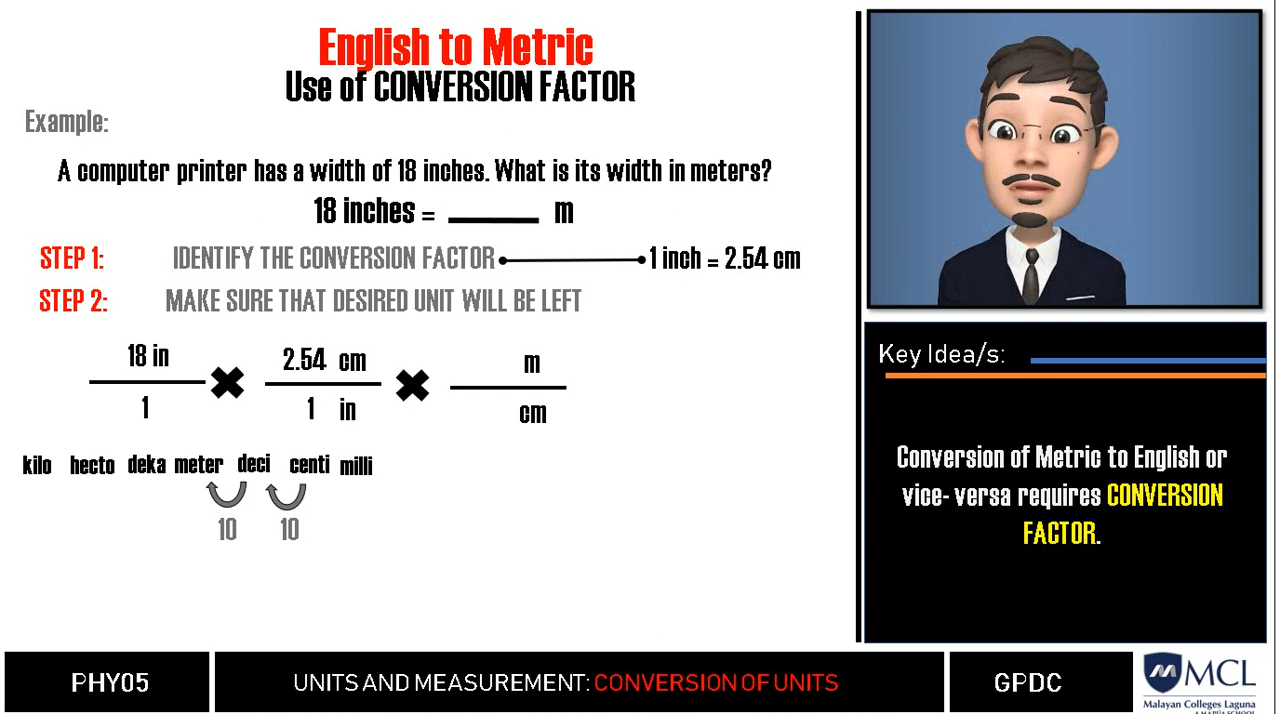 English to Metric
Use of CONVERSION FACTOR
Example:
A computer printer has a width of 18 inches. What is its width in meters?
18 inches = ______ m
STEP 1: IDENTIFY THE CONVERSION FACTOR 1 inch = 2.54 cm
STEP 2: MAKE SURE THAT DESIRED UNIT WILL BE LEFT
18 in 2.54 cm m
✖ ✖
1 1 in cm
kilo hecto deka meter deci centi milli
10 10
Key Idea/s:
Conversion of Metric to English or
vice- versa requires CONVERSION
FACTOR.
PHY05
UNITS AND MEASUREMENT: CONVERSION OF UNITS
GPDC
MCL
Malayan Colleges Laguna
A MAPÚA SCHOOL